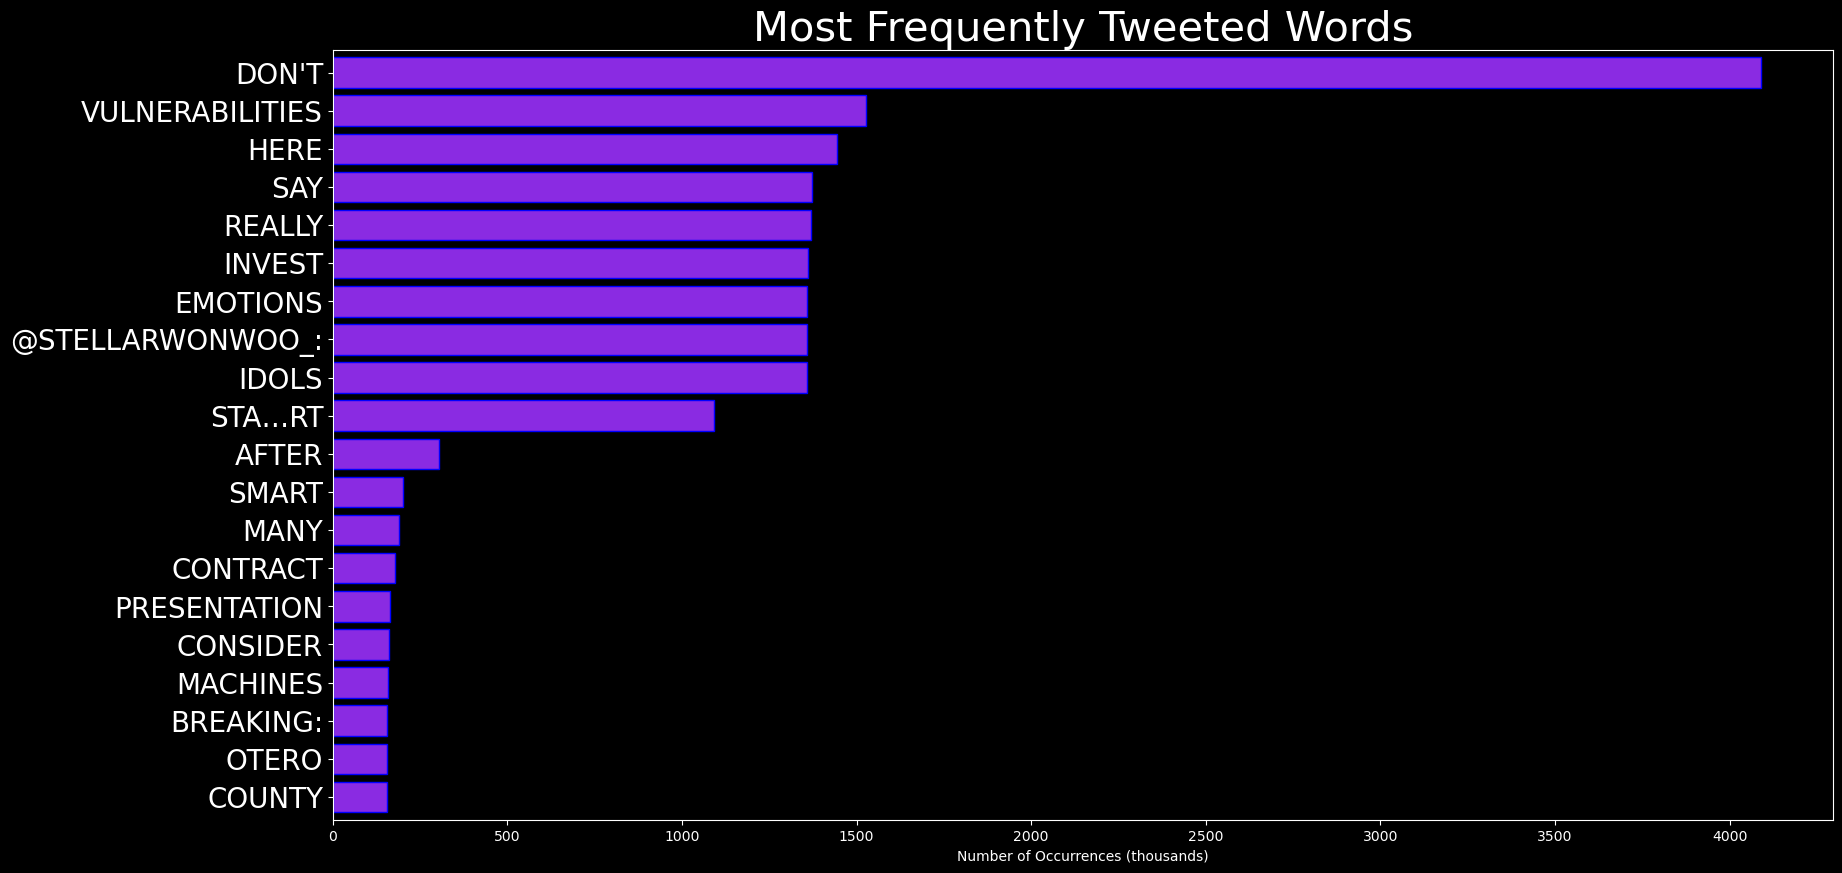 Most Frequently Tweeted Words
DON'T
VULNERABILITIES
HERE
SAY
REALLY
INVEST
EMOTIONS
@STELLARWONWOO_:
IDOLS
STA…RT
AFTER
SMART
MANY
CONTRACT
PRESENTATION
CONSIDER
MACHINES
BREAKING:
OTERO
COUNTY
0 500 1000 1500 2000 2500 3000 3500 4000
Number of Occurrences (thousands)